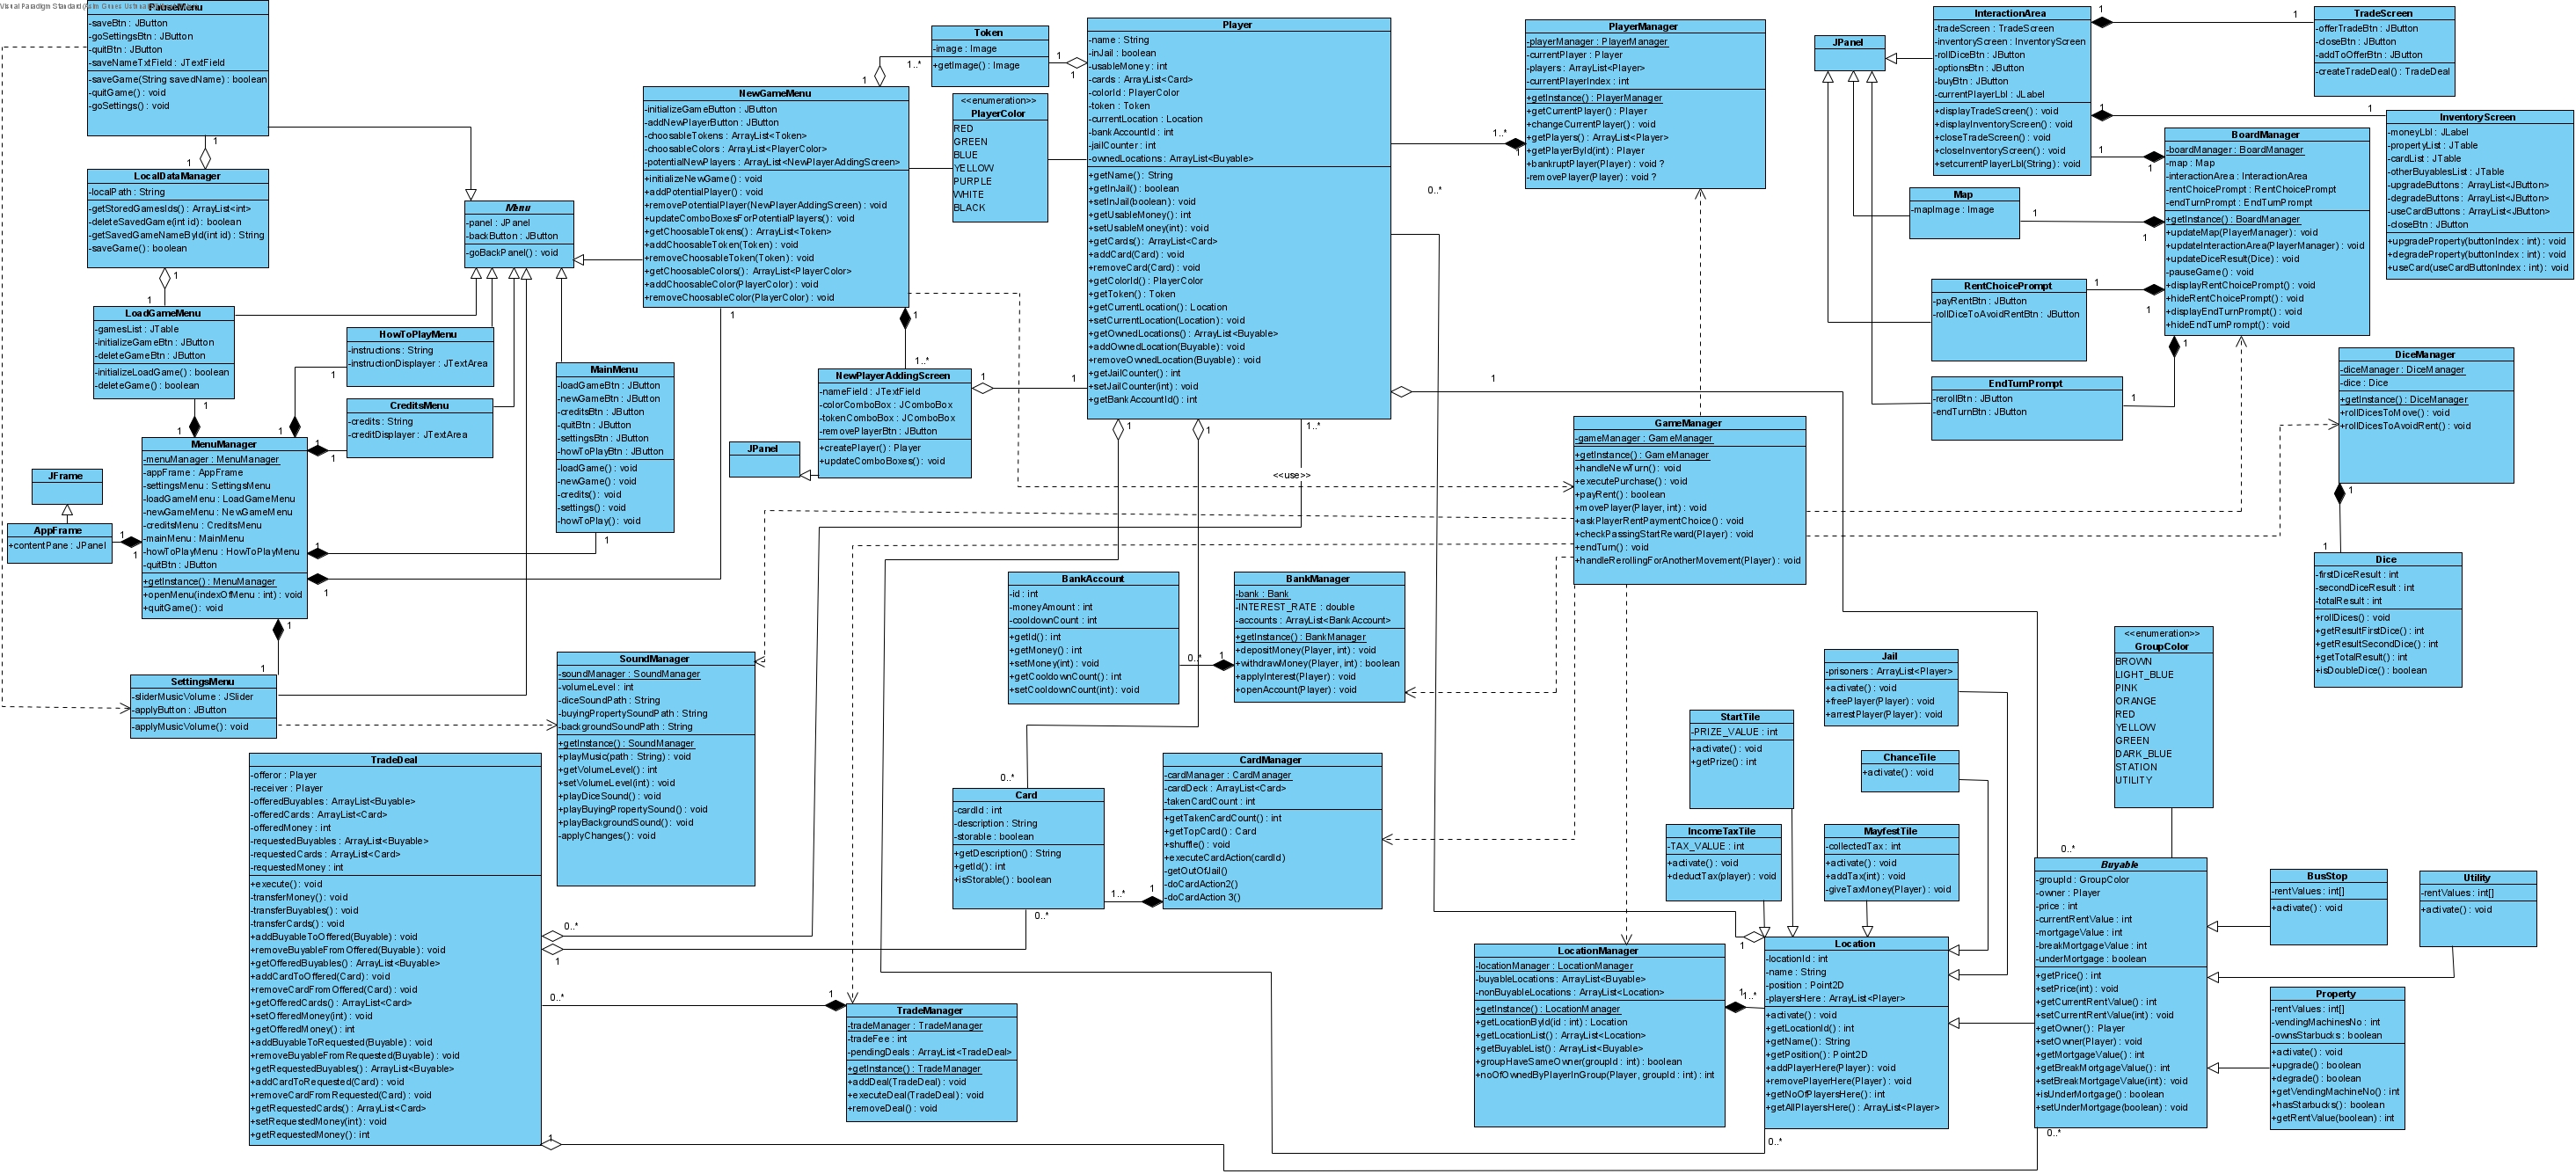 Visual Paradigm Standard
PauseMenu
-saveBtn : JButton
-goSettingsBtn : JButton
-quitBtn : JButton
-saveNameTxtField : JTextField
+saveGame(String savedName) : boolean
-quitGame() : void
-goSettings() : void
1
1
LocalDataManager
-localPath : String
-getStoredGamesIds() : ArrayList<int>
-deleteSavedGame(int id) : boolean
-getSavedGameNameById(int id) : String
-saveGame() : boolean
1
1
LoadGameMenu
-gamesList : JTable
-initializeGameBtn : JButton
-deleteGameBtn : JButton
-initializeLoadGame() : boolean
-deleteGame() : boolean
1
1
HowToPlayMenu
-instructions : String
-instructionDisplayer : JTextArea
1
1
CreditsMenu
-credits : String
-creditDisplayer : JTextArea
1
1
Menu
-panel : JPanel
-backButton : JButton
-goBackPanel() : void
MainMenu
-loadGameBtn : JButton
-newGameBtn : JButton
-creditsBtn : JButton
-quitBtn : JButton
-settingsBtn : JButton
-howToPlayBtn : JButton
-loadGame() : void
-newGame() : void
-credits() : void
-settings() : void
-howToPlay() : void
1
1
JFrame
AppFrame
+contentPane : JPanel
1
1
MenuManager
-menuManager : MenuManager
-appFrame : AppFrame
-settingsMenu : SettingsMenu
-loadGameMenu : LoadGameMenu
-newGameMenu : NewGameMenu
-creditsMenu : CreditsMenu
-mainMenu : MainMenu
-howToPlayMenu : HowToPlayMenu
-quitBtn : JButton
+getInstance() : MenuManager
+openMenu(indexOfMenu : int) : void
+quitGame() : void
1
1
1
1
SettingsMenu
-sliderMusicVolume : JSlider
-applyButton : JButton
-applyMusicVolume() : void
NewGameMenu
-initializeGameButton : JButton
-addNewPlayerButton : JButton
-choosableTokens : ArrayList<Token>
-choosableColors : ArrayList<PlayerColor>
-potentialNewPlayers : ArrayList<NewPlayerAddingScreen>
+initializeNewGame() : void
+addPotentialPlayer() : void
+removePotentialPlayer(NewPlayerAddingScreen) : void
+updateComboBoxesForPotentialPlayers() : void
+getChoosableTokens() : ArrayList<Token>
+addChoosableToken(Token) : void
+removeChoosableToken(Token) : void
+getChoosableColors() : ArrayList<PlayerColor>
+addChoosableColor(PlayerColor) : void
+removeChoosableColor(PlayerColor) : void
1
1..*
1
1..*
Token
-image : Image
+getImage() : Image
1
1
<<enumeration>>
PlayerColor
RED
GREEN
BLUE
YELLOW
PURPLE
WHITE
BLACK
NewPlayerAddingScreen
-nameField : JTextField
-colorComboBox : JComboBox
-tokenComboBox : JComboBox
-removePlayerBtn : JButton
+createPlayer() : Player
+updateComboBoxes() : void
1
1
JPanel
Player
-name : String
-inJail : boolean
-usableMoney : int
-cards : ArrayList<Card>
-colorId : PlayerColor
-token : Token
-currentLocation : Location
-bankAccountId : int
-jailCounter : int
-ownedLocations : ArrayList<Buyable>
+getName() : String
+getInJail() : boolean
+setInJail(boolean) : void
+getUsableMoney() : int
+setUsableMoney(int) : void
+getCards() : ArrayList<Card>
+addCard(Card) : void
+removeCard(Card) : void
+getColorId() : PlayerColor
+getToken() : Token
+getCurrentLocation() : Location
+setCurrentLocation(Location) : void
+getOwnedLocations() : ArrayList<Buyable>
+addOwnedLocation(Buyable) : void
+removeOwnedLocation(Buyable) : void
+getJailCounter() : int
+setJailCounter(int) : void
+getBankAccountId() : int
1
1
1..*
1
0..*
1..*
1
<<use>>
PlayerManager
-playerManager : PlayerManager
-currentPlayer : Player
-players : ArrayList<Player>
-currentPlayerIndex : int
+getInstance() : PlayerManager
+getCurrentPlayer() : Player
+changeCurrentPlayer() : void
+getPlayers() : ArrayList<Player>
+getPlayerById(int) : Player
+bankruptPlayer(Player) : void ?
-removePlayer(Player) : void ?
GameManager
-gameManager : GameManager
+getInstance() : GameManager
+handleNewTurn() : void
+executePurchase() : void
+payRent() : boolean
+movePlayer(Player, int) : void
+askPlayerRentPaymentChoice() : void
+checkPassingStartReward(Player) : void
+endTurn() : void
+handleRerollingForAnotherMovement(Player) : void
JPanel
InteractionArea
-tradeScreen : TradeScreen
-inventoryScreen : InventoryScreen
-rollDiceBtn : JButton
-optionsBtn : JButton
-buyBtn : JButton
-currentPlayerLbl : JLabel
+displayTradeScreen() : void
+displayInventoryScreen() : void
+closeTradeScreen() : void
+closeInventoryScreen() : void
+setcurrentPlayerLbl(String) : void
1
1
1
1
1
1
TradeScreen
-offerTradeBtn : JButton
-closeBtn : JButton
-addToOfferBtn : JButton
-createTradeDeal() : TradeDeal
InventoryScreen
-moneyLbl : JLabel
-propertyList : JTable
-cardList : JTable
-otherBuyablesList : JTable
-upgradeButtons : ArrayList<JButton>
-degradeButtons : ArrayList<JButton>
-useCardButtons : ArrayList<JButton>
-closeBtn : JButton
+upgradeProperty(buttonIndex : int) : void
+degradeProperty(buttonIndex : int) : void
+useCard(useCardButtonIndex : int) : void
BoardManager
-boardManager : BoardManager
-map : Map
-interactionArea : InteractionArea
-rentChoicePrompt : RentChoicePrompt
-endTurnPrompt : EndTurnPrompt
+getInstance() : BoardManager
+updateMap(PlayerManager) : void
+updateInteractionArea(PlayerManager) : void
+updateDiceResult(Dice) : void
-pauseGame() : void
+displayRentChoicePrompt() : void
+hideRentChoicePrompt() : void
+displayEndTurnPrompt() : void
+hideEndTurnPrompt() : void
Map
-mapImage : Image
1
1
RentChoicePrompt
-payRentBtn : JButton
-rollDiceToAvoidRentBtn : JButton
1
1
EndTurnPrompt
-rerollBtn : JButton
-endTurnBtn : JButton
1
1
DiceManager
-diceManager : DiceManager
-dice : Dice
+getInstance() : DiceManager
+rollDicesToMove() : void
+rollDicesToAvoidRent() : void
1
1
Dice
-firstDiceResult : int
-secondDiceResult : int
-totalResult : int
+rollDices() : void
+getResultFirstDice() : int
+getResultSecondDice() : int
+getTotalResult() : int
+isDoubleDice() : boolean
BankAccount
-id : int
-moneyAmount : int
-cooldownCount : int
+getId() : int
+getMoney() : int
+setMoney(int) : void
+getCooldownCount() : int
+setCooldownCount(int) : void
0..*
1
BankManager
-bank : Bank
-INTEREST_RATE : double
-accounts : ArrayList<BankAccount>
+getInstance() : BankManager
+depositMoney(Player, int) : void
+withdrawMoney(Player, int) : boolean
+applyInterest(Player) : void
+openAccount(Player) : void
SoundManager
-soundManager : SoundManager
-volumeLevel : int
-diceSoundPath : String
-buyingPropertySoundPath : String
-backgroundSoundPath : String
+getInstance() : SoundManager
+playMusic(path : String) : void
+getVolumeLevel() : int
+setVolumeLevel(int) : void
+playDiceSound() : void
+playBuyingPropertySound() : void
+playBackgroundSound() : void
-applyChanges() : void
TradeDeal
-offeror : Player
-receiver : Player
-offeredBuyables : ArrayList<Buyable>
-offeredCards : ArrayList<Card>
-offeredMoney : int
-requestedBuyables : ArrayList<Buyable>
-requestedCards : ArrayList<Card>
-requestedMoney : int
+execute() : void
-transferMoney() : void
-transferBuyables() : void
-transferCards() : void
+addBuyableToOffered(Buyable) : void
+removeBuyableFromOffered(Buyable) : void
+getOfferedBuyables() : ArrayList<Buyable>
+addCardToOffered(Card) : void
+removeCardFromOffered(Card) : void
+getOfferedCards() : ArrayList<Card>
+setOfferedMoney(int) : void
+getOfferedMoney() : int
+addBuyableToRequested(Buyable) : void
+removeBuyableFromRequested(Buyable) : void
+getRequestedBuyables() : ArrayList<Buyable>
+addCardToRequested(Card) : void
+removeCardFromRequested(Card) : void
+getRequestedCards() : ArrayList<Card>
+setRequestedMoney(int) : void
+getRequestedMoney() : int
0..*
1
0..*
1
1
Card
-cardId : int
-description : String
-storable : boolean
+getDescription() : String
+getId() : int
+isStorable() : boolean
0..*
0..*
1..*
1
CardManager
-cardManager : CardManager
-cardDeck : ArrayList<Card>
-takenCardCount : int
+getTakenCardCount() : int
+getTopCard() : Card
+shuffle() : void
+executeCardAction(cardId)
-getOutOfJail()
-doCardAction2()
-doCardAction 3()
TradeManager
-tradeManager : TradeManager
-tradeFee : int
-pendingDeals : ArrayList<TradeDeal>
+getInstance() : TradeManager
+addDeal(TradeDeal) : void
+executeDeal(TradeDeal) : void
+removeDeal() : void
LocationManager
-locationManager : LocationManager
-buyableLocations : ArrayList<Buyable>
-nonBuyableLocations : ArrayList<Location>
+getInstance() : LocationManager
+getLocationById(id : int) : Location
+getLocationList() : ArrayList<Location>
+getBuyableList() : ArrayList<Buyable>
+groupHaveSameOwner(groupId : int) : boolean
+noOfOwnedByPlayerInGroup(Player, groupId : int) : int
1
1..*
StartTile
-PRIZE_VALUE : int
+activate() : void
+getPrize() : int
IncomeTaxTile
-TAX_VALUE : int
+activate() : void
+deductTax(player) : void
Jail
-prisoners : ArrayList<Player>
+activate() : void
+freePlayer(Player) : void
+arrestPlayer(Player) : void
ChanceTile
+activate() : void
MayfestTile
-collectedTax : int
+activate() : void
+addTax(int) : void
-giveTaxMoney(Player) : void
1
Location
-locationId : int
-name : String
-position : Point2D
-playersHere : ArrayList<Player>
+activate() : void
+getLocationId() : int
+getName() : String
+getPosition() : Point2D
+addPlayerHere(Player) : void
+removePlayerHere(Player) : void
+getNoOfPlayersHere() : int
+getAllPlayersHere() : ArrayList<Player>
0..*
<<enumeration>>
GroupColor
BROWN
LIGHT_BLUE
PINK
ORANGE
RED
YELLOW
GREEN
DARK_BLUE
STATION
UTILITY
0..*
Buyable
-groupId : GroupColor
-owner : Player
-price : int
-currentRentValue : int
-mortgageValue : int
-breakMortgageValue : int
-underMortgage : boolean
+getPrice() : int
+setPrice(int) : void
+getCurrentRentValue() : int
+setCurrentRentValue(int) : void
+getOwner() : Player
+setOwner(Player) : void
+getMortgageValue() : int
+getBreakMortgageValue() : int
+setBreakMortgageValue(int) : void
+isUnderMortgage() : boolean
+setUnderMortgage(boolean) : void
0..*
BusStop
-rentValues : int[]
+activate() : void
Utility
-rentValues : int[]
+activate() : void
Property
-rentValues : int[]
-vendingMachinesNo : int
-ownsStarbucks : boolean
+activate() : void
+upgrade() : boolean
+degrade() : boolean
+getVendingMachineNo() : int
+hasStarbucks() : boolean
+getRentValue(boolean) : int